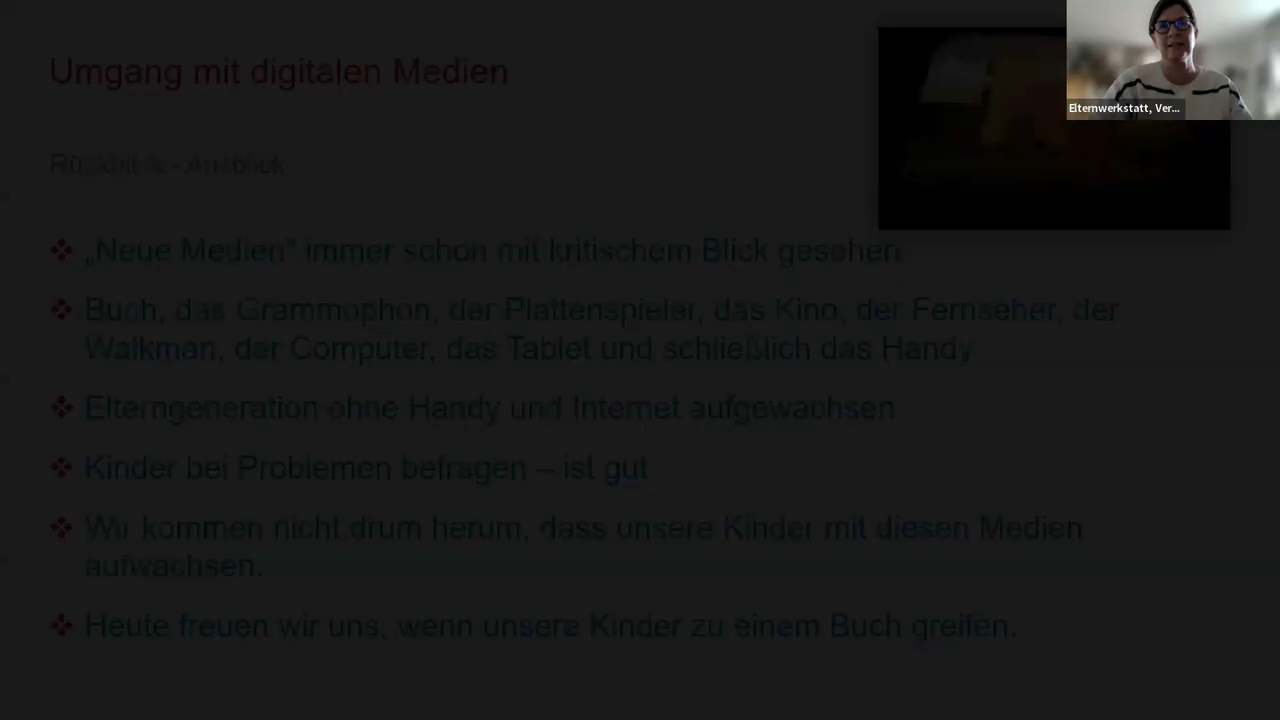 Umgang mit digitalen Medien
Elternwerkstatt, Ver...
Rückblick - Ausblick
„Neue Medien“ immer schon mit kritischem Blick gesehen
Buch, das Grammophon, der Plattenspieler, das Kino, der Fernseher, der
Walkman, der Computer, das Tablet und schließlich das Handy
Elterngeneration ohne Handy und Internet aufgewachsen
Kinder bei Problemen befragen – ist gut
Wir kommen nicht drum herum, dass unsere Kinder mit diesen Medien
aufwachsen.
Heute freuen wir uns, wenn unsere Kinder zu einem Buch greifen.